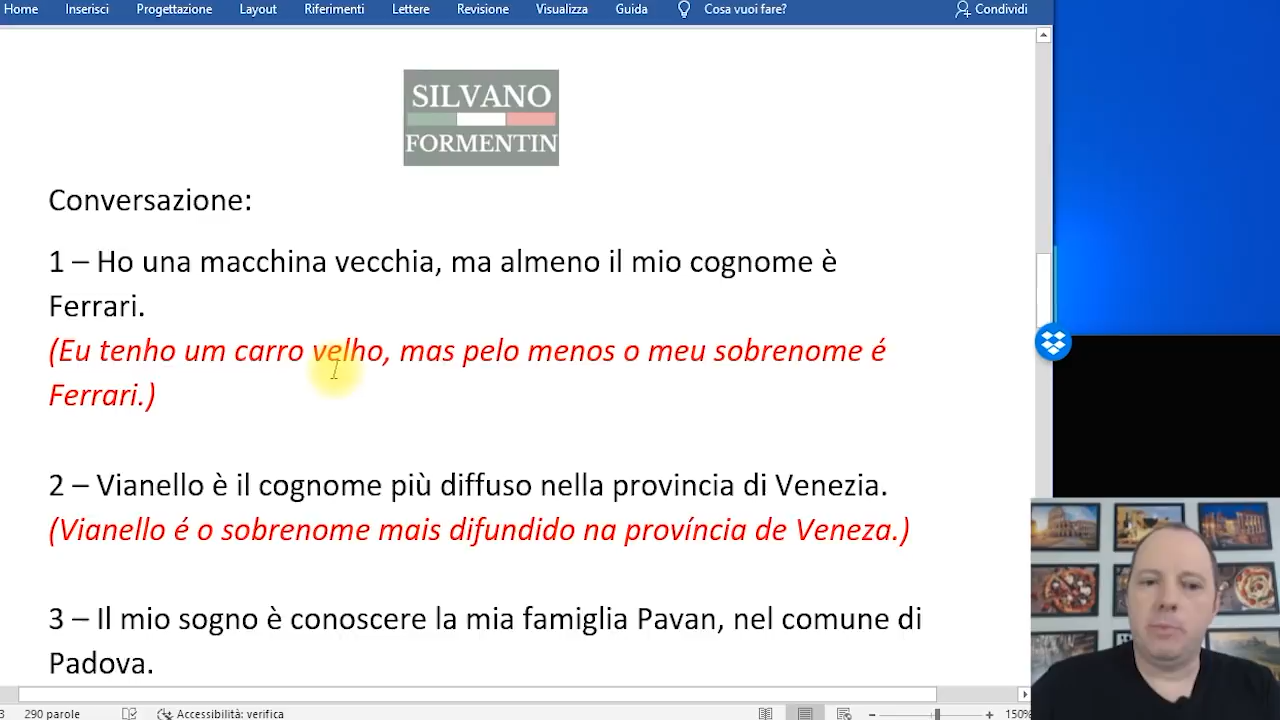 Home Inserisci Progettazione Layout Riferimenti Lettere Revisione Visualizza Guida Cosa vuoi fare? Condividi
SILVANO
FORMENTIN
Conversazione:
1 – Ho una macchina vecchia, ma almeno il mio cognome è
Ferrari.
(Eu tenho um carro velho, mas pelo menos o meu sobrenome é
Ferrari.)
2 – Vianello è il cognome più diffuso nella provincia di Venezia.
(Vianello é o sobrenome mais difundido na província de Veneza.)
3 – Il mio sogno è conoscere la mia famiglia Pavan, nel comune di
Padova.
3 290 parole Accessibilità: verifica 150%